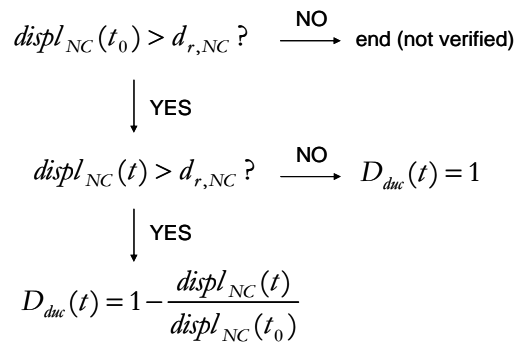 displ_NC(t_0) > d_r,NC ? NO end (not verified)
YES
displ_NC(t) > d_r,NC ? NO D_duc(t) = 1
YES
D_duc(t) = 1 − displ_NC(t) / displ_NC(t_0)